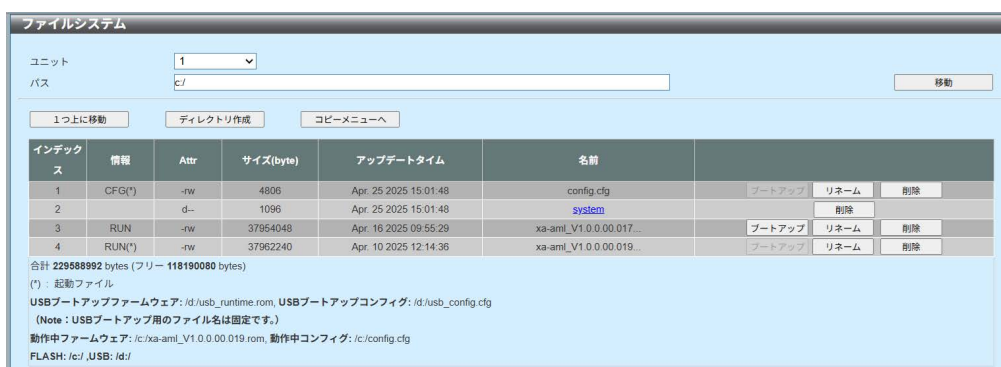 ファイルシステム
ユニット 1
パス c:/ 移動
1つ上に移動 ディレクトリ作成 コピーメニューへ
インデックス 情報 Attr サイズ(byte) アップデートタイム 名前
1 CFG(*) -rw 4806 Apr. 25 2025 15:01:48 config.cfg ブートアップ リネーム 削除
2 d-- 1096 Apr. 25 2025 15:01:48 system 削除
3 RUN -rw 37954048 Apr. 16 2025 09:55:29 xa-aml_V1.0.0.00.017... ブートアップ リネーム 削除
4 RUN(*) -rw 37962240 Apr. 10 2025 12:14:36 xa-aml_V1.0.0.00.019... ブートアップ リネーム 削除
合計 229588992 bytes (フリー 118190080 bytes)
(*) : 起動ファイル
USBブートアップファームウェア: /d:/usb_runtime.rom, USBブートアップコンフィグ: /d:/usb_config.cfg
（Note：USBブートアップ用のファイル名は固定です。）
動作中ファームウェア: /c:/xa-aml_V1.0.0.00.019.rom, 動作中コンフィグ: /c:/config.cfg
FLASH: /c:/ ,USB: /d:/